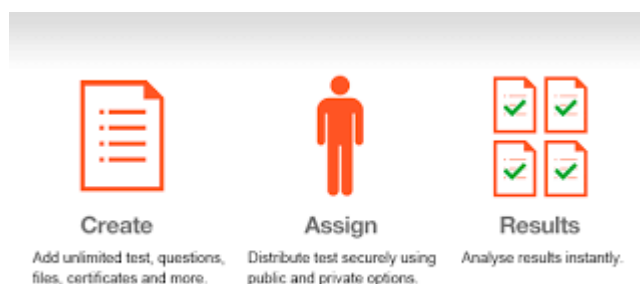 Create
Add unlimited test, questions,
files, certificates and more.
Assign
Distribute test securely using
public and private options.
Results
Analyse results instantly.